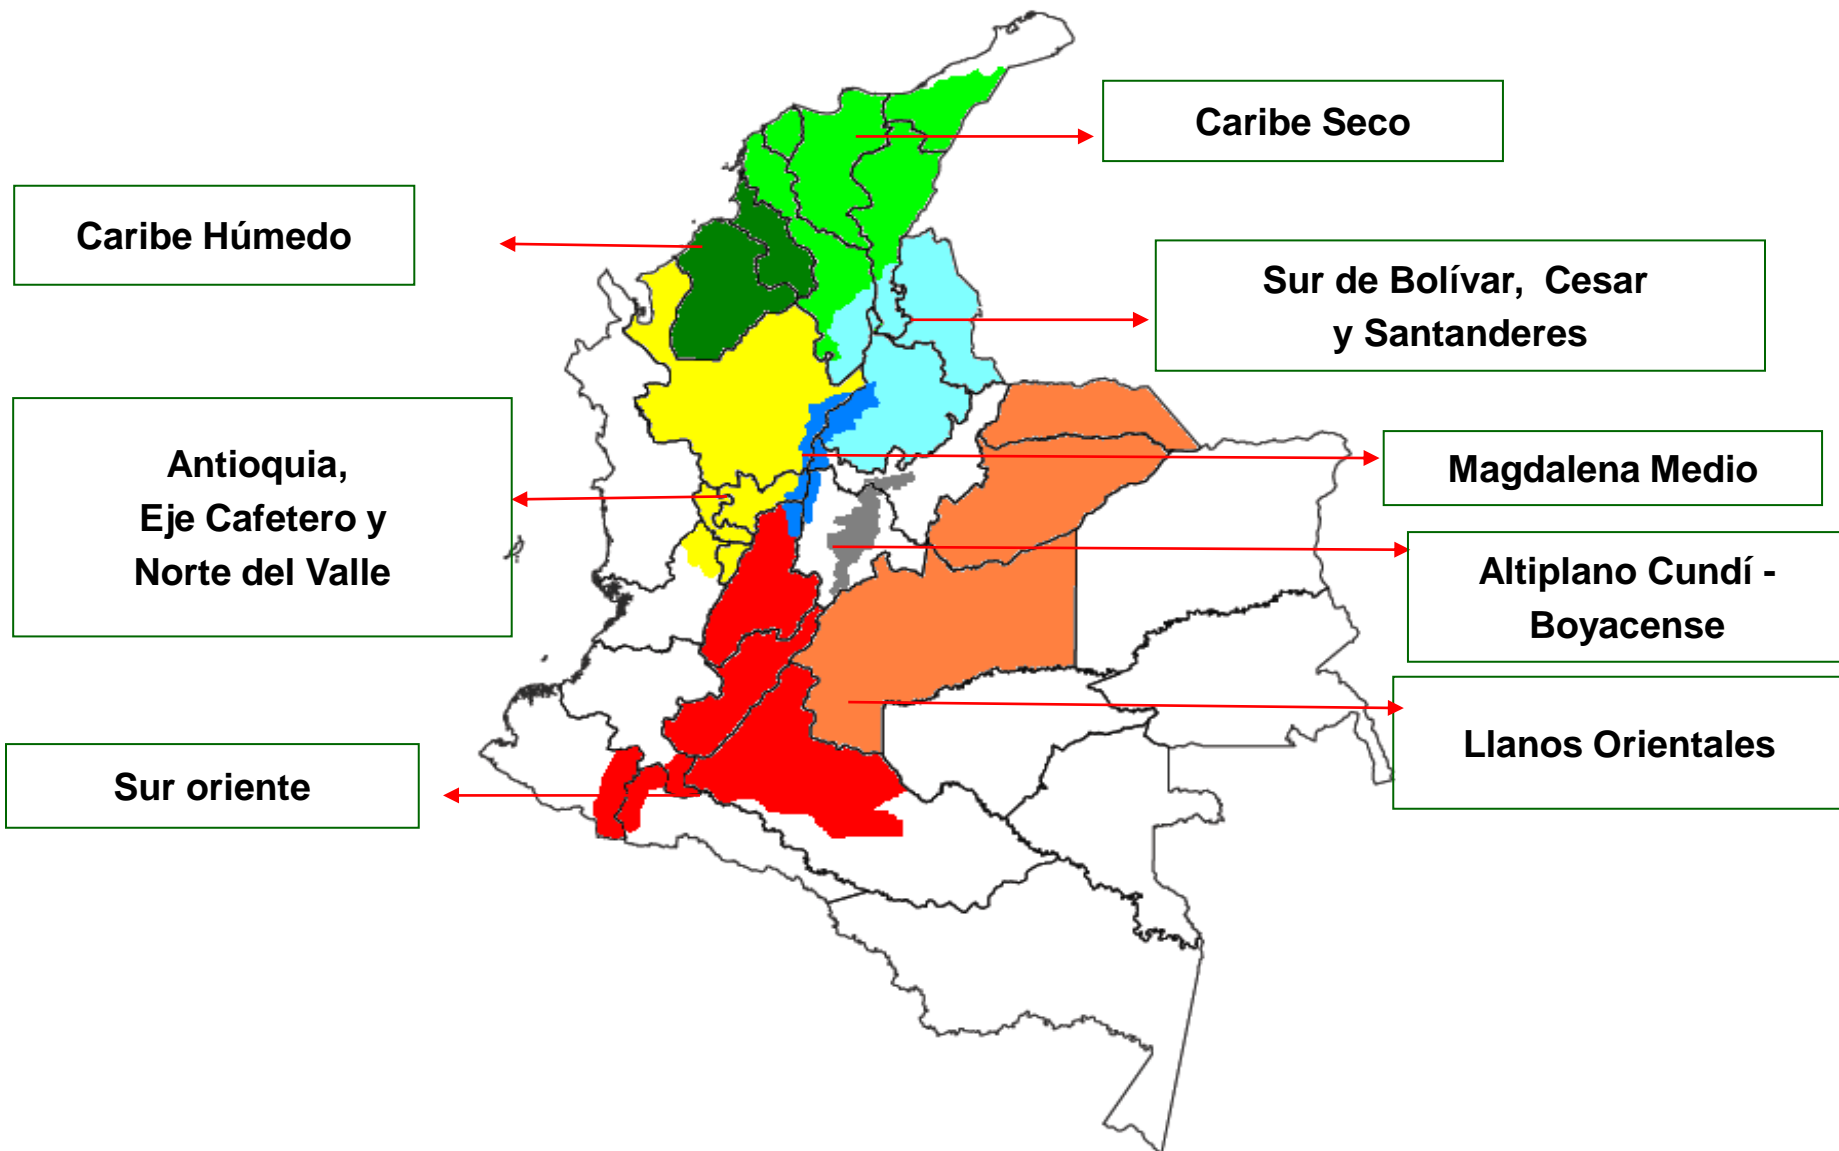 Caribe Seco
Caribe Húmedo
Sur de Bolívar, Cesar
y Santanderes
Antioquia,
Eje Cafetero y
Norte del Valle
Magdalena Medio
Altiplano Cundí -
Boyacense
Llanos Orientales
Sur oriente